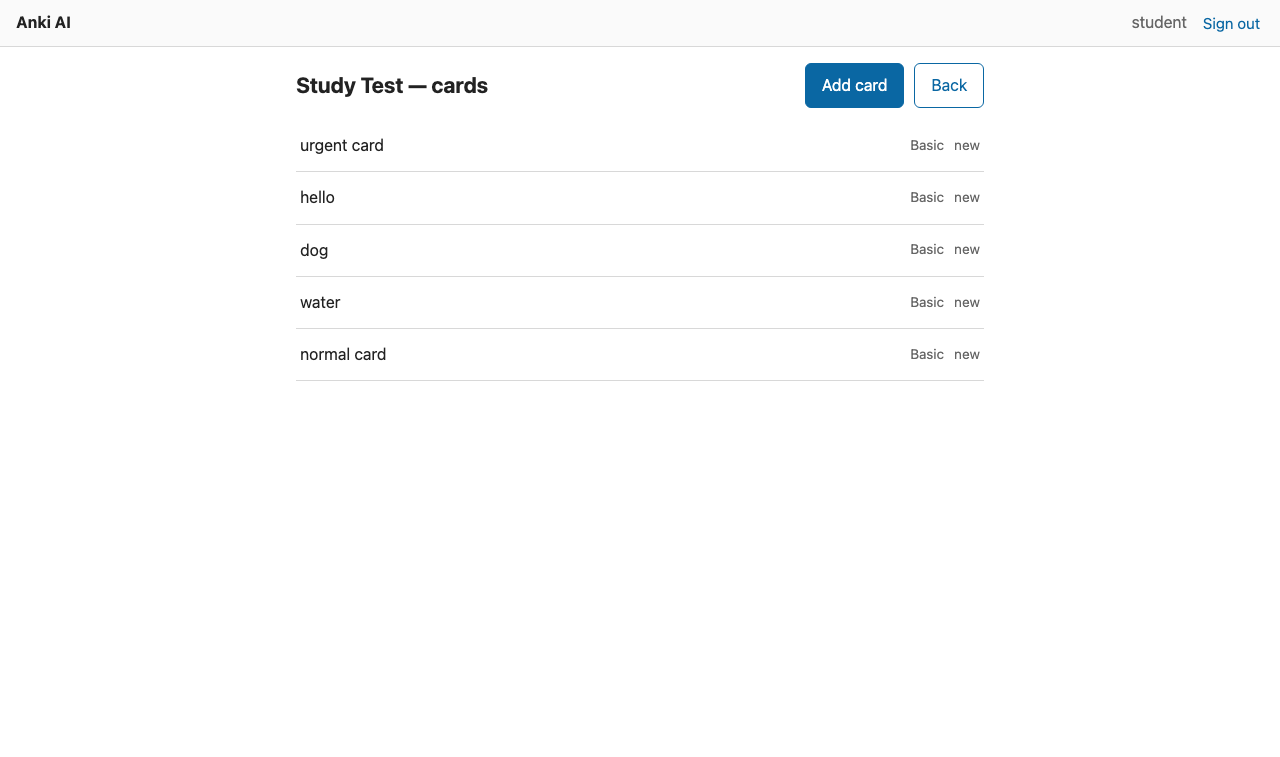 Anki AI student Sign out
Study Test — cards Add card Back
urgent card Basic new
hello Basic new
dog Basic new
water Basic new
normal card Basic new